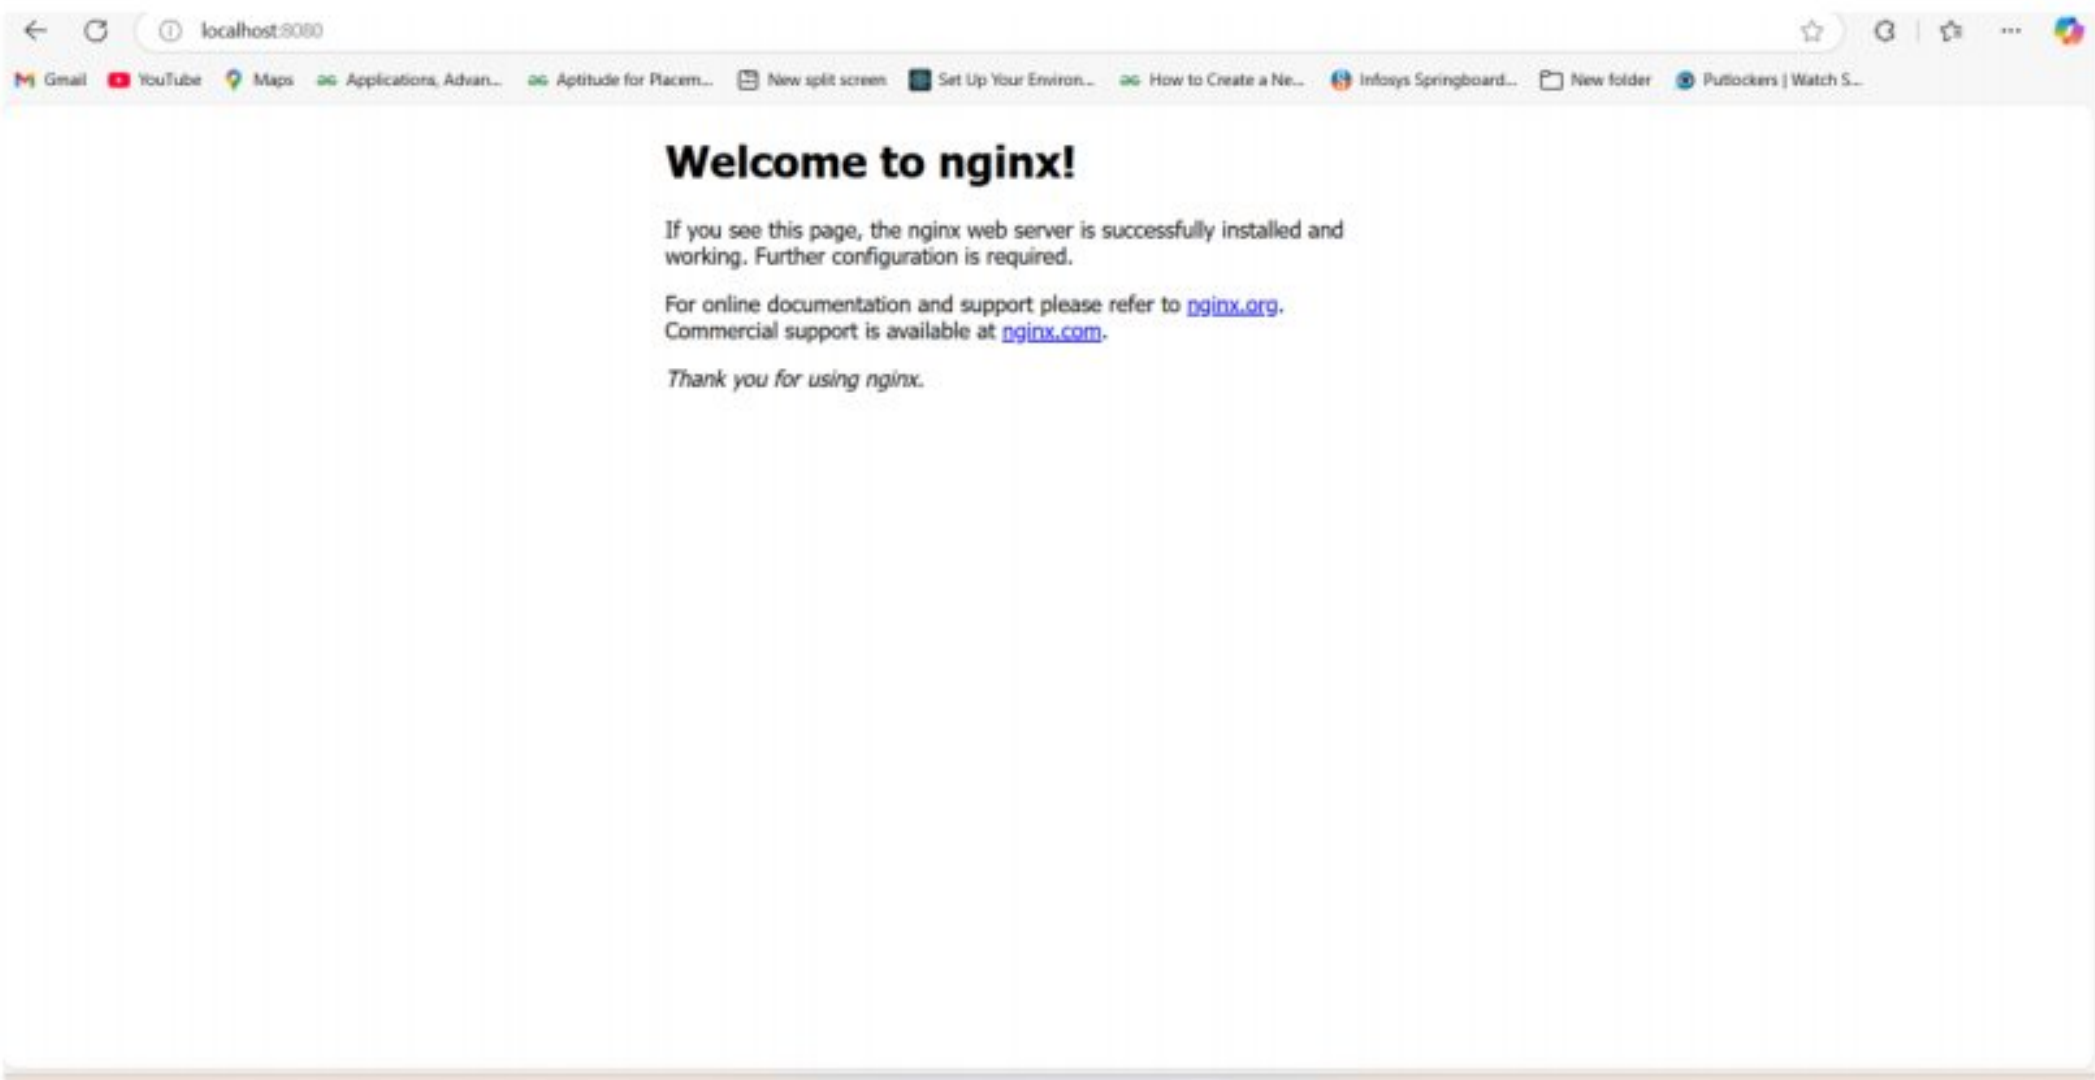 localhost:8080
Gmail YouTube Maps Applications, Advan... Aptitude for Placem... New split screen Set Up Your Environ... How to Create a Ne... Infosys Springboard... New folder Putlockers | Watch S...
Welcome to nginx!
If you see this page, the nginx web server is successfully installed and
working. Further configuration is required.
For online documentation and support please refer to nginx.org.
Commercial support is available at nginx.com.
Thank you for using nginx.